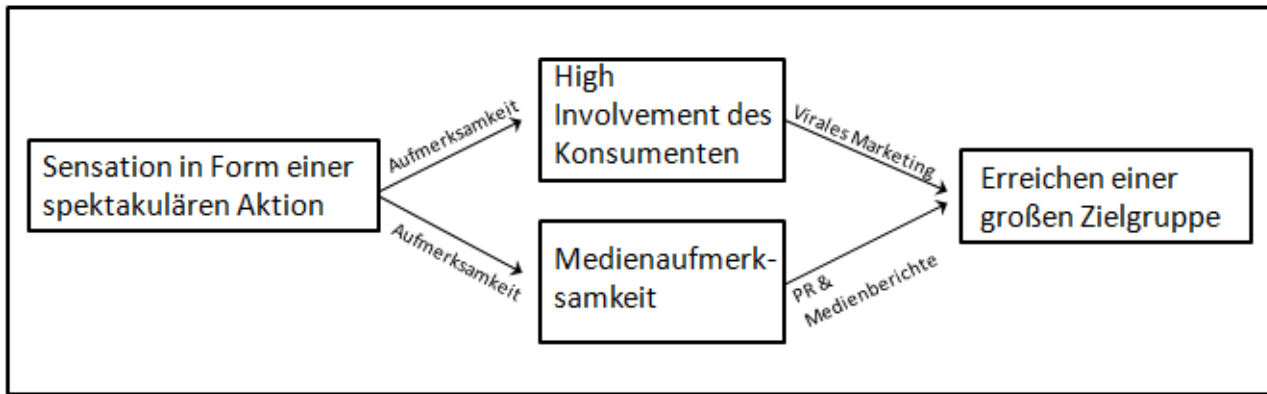 Sensation in Form einer
spektakulären Aktion
Aufmerksamkeit
Aufmerksamkeit
High
Involvement des
Konsumenten
Medienaufmerk-
samkeit
Virales Marketing
PR &
Medienberichte
Erreichen einer
großen Zielgruppe